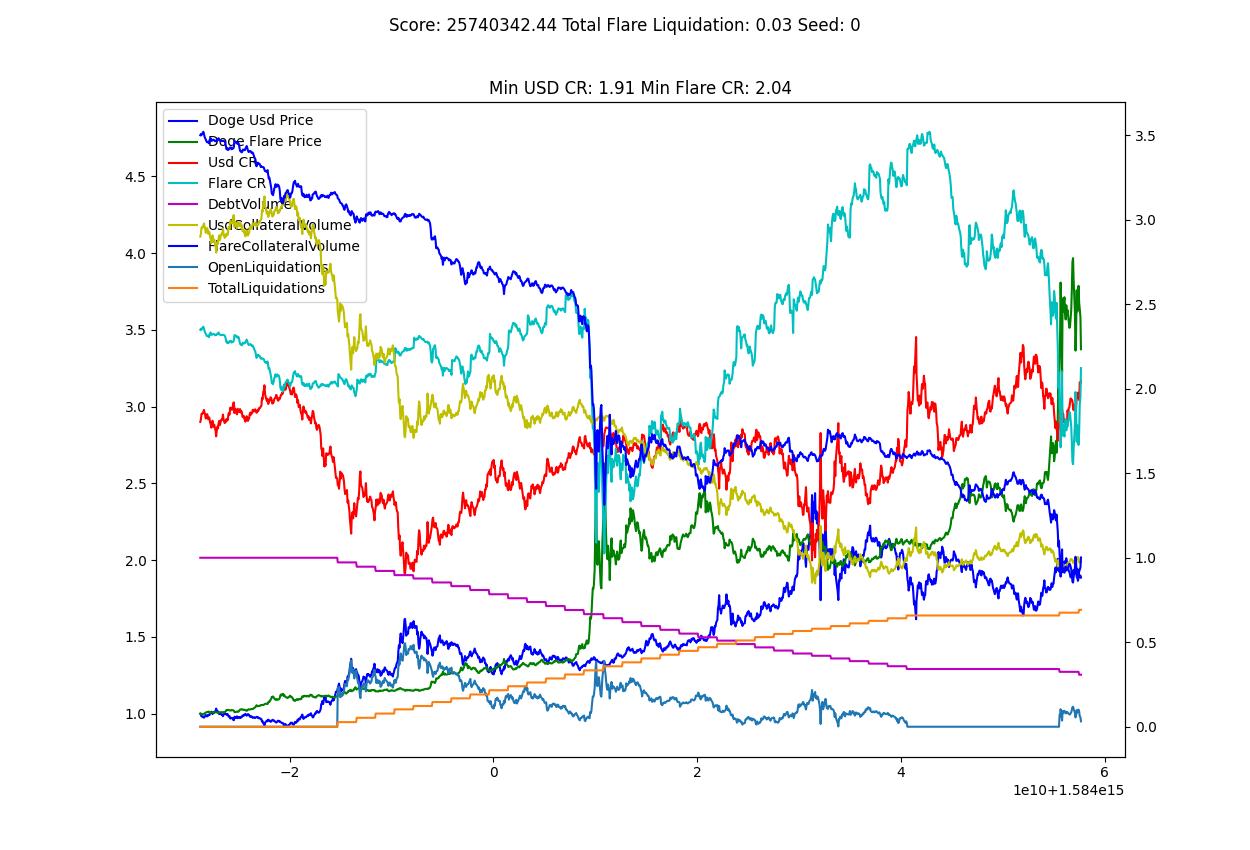 Score: 25740342.44 Total Flare Liquidation: 0.03 Seed: 0
Min USD CR: 1.91 Min Flare CR: 2.04
Doge Usd Price
Doge Flare Price
Usd CR
Flare CR
DebtVolume
UsdCollateralVolume
FlareCollateralVolume
OpenLiquidations
TotalLiquidations
4.5
4.0
3.5
3.0
2.5
2.0
1.5
1.0
3.5
3.0
2.5
2.0
1.5
1.0
0.5
0.0
−2
0
2
4
6
1e10+1.584e15